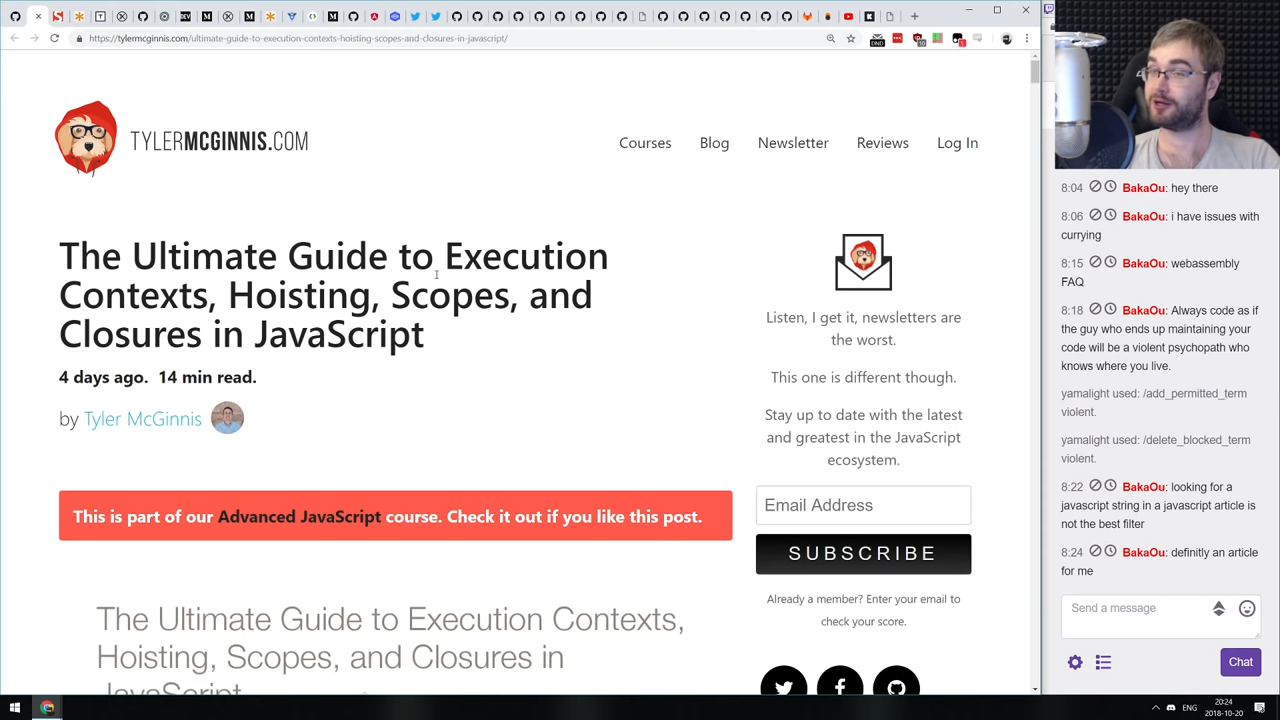 https://tylermcginnis.com/ultimate-guide-to-execution-contexts-hoisting-scopes-and-closures-in-javascript/
TYLERMCGINNIS.COM
Courses
Blog
Newsletter
Reviews
Log In
The Ultimate Guide to Execution
Contexts, Hoisting, Scopes, and
Closures in JavaScript
4 days ago. 14 min read.
by Tyler McGinnis
This is part of our Advanced JavaScript course. Check it out if you like this post.
The Ultimate Guide to Execution Contexts,
Hoisting, Scopes, and Closures in
JavaScript
Listen, I get it, newsletters are
the worst.
This one is different though.
Stay up to date with the latest
and greatest in the JavaScript
ecosystem.
Email Address
SUBSCRIBE
Already a member? Enter your email to
check your score.
8:04 BakaOu: hey there
8:06 BakaOu: i have issues with
currying
8:15 BakaOu: webassembly
FAQ
8:18 BakaOu: Always code as if
the guy who ends up maintaining your
code will be a violent psychopath who
knows where you live.
yamalight used: /add_permitted_term
violent.
yamalight used: /delete_blocked_term
violent.
8:22 BakaOu: looking for a
javascript string in a javascript article is
not the best filter
8:24 BakaOu: definitly an article
for me
Send a message
Chat
ENG
20:24
2018-10-20